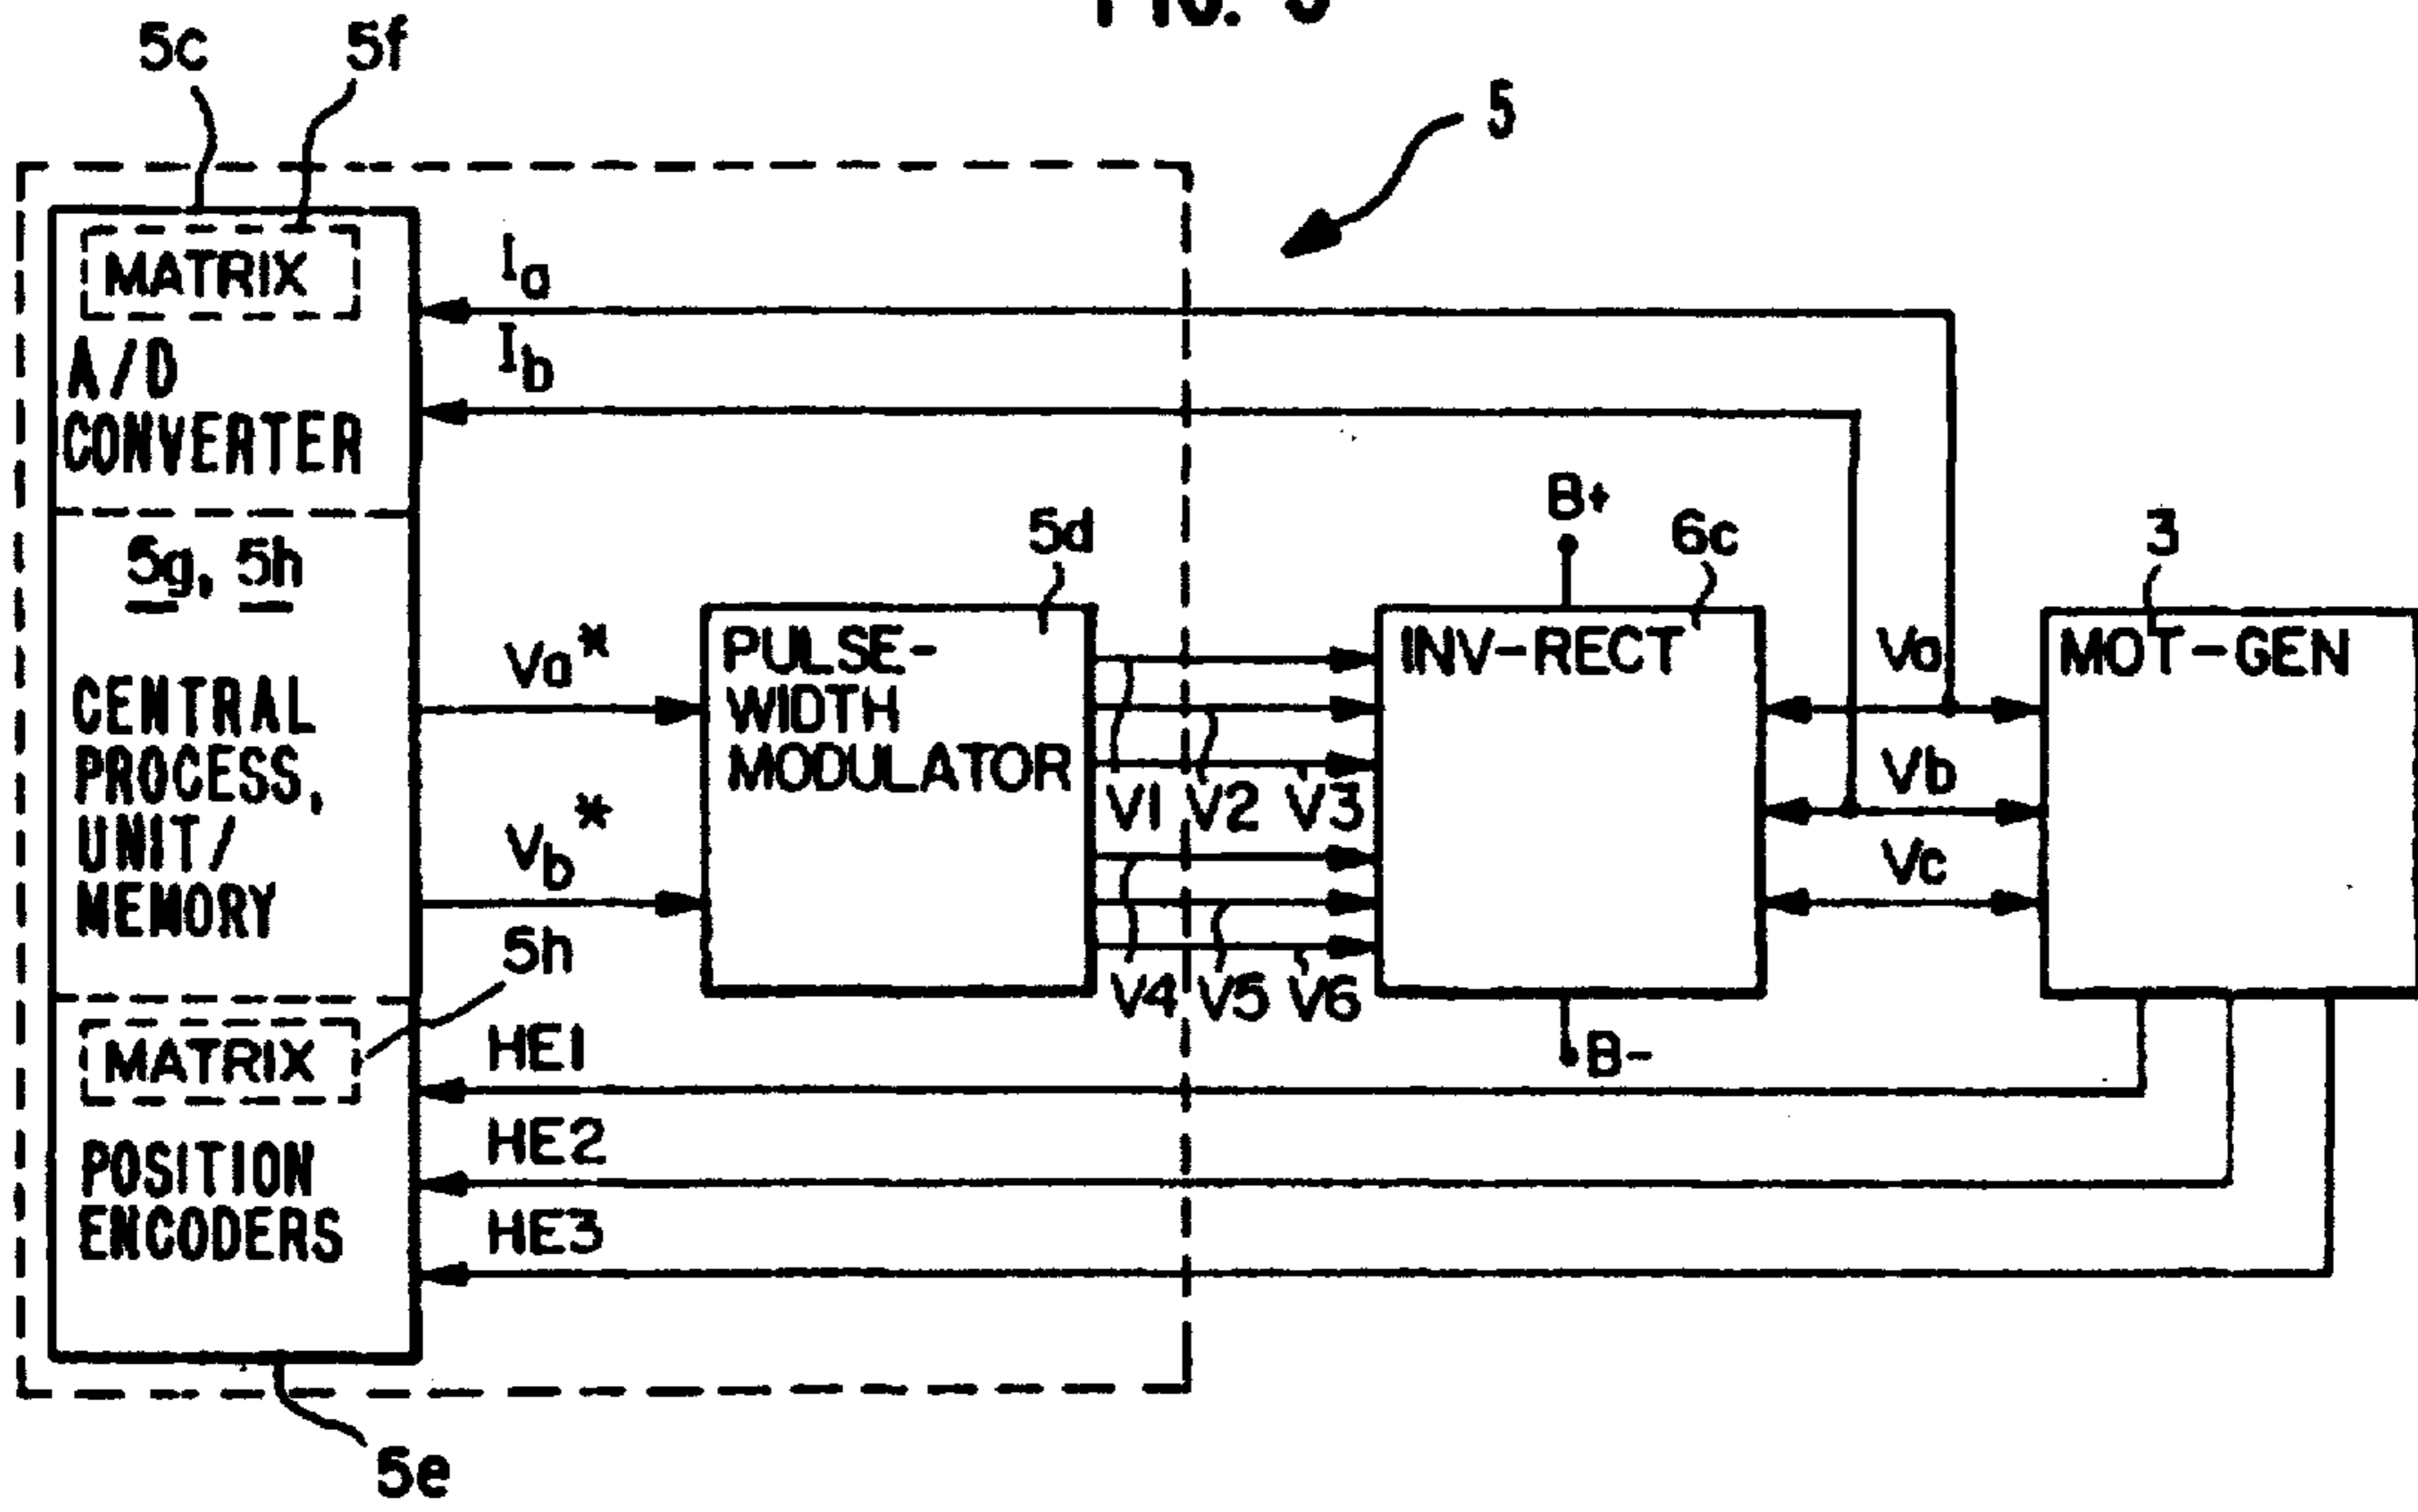 5c 5f
5
MATRIX
A/D
CONVERTER
Ia
Ib
5g, 5h
CENTRAL
PROCESS,
UNIT/
MEMORY
Va*
Vb*
5d
PULSE-
WIDTH
MODULATOR
V1 V2 V3
V4 V5 V6
B+
6c
INV-RECT
B-
Va
Vb
Vc
3
MOT-GEN
5h
MATRIX
POSITION
ENCODERS
HE1
HE2
HE3
5e